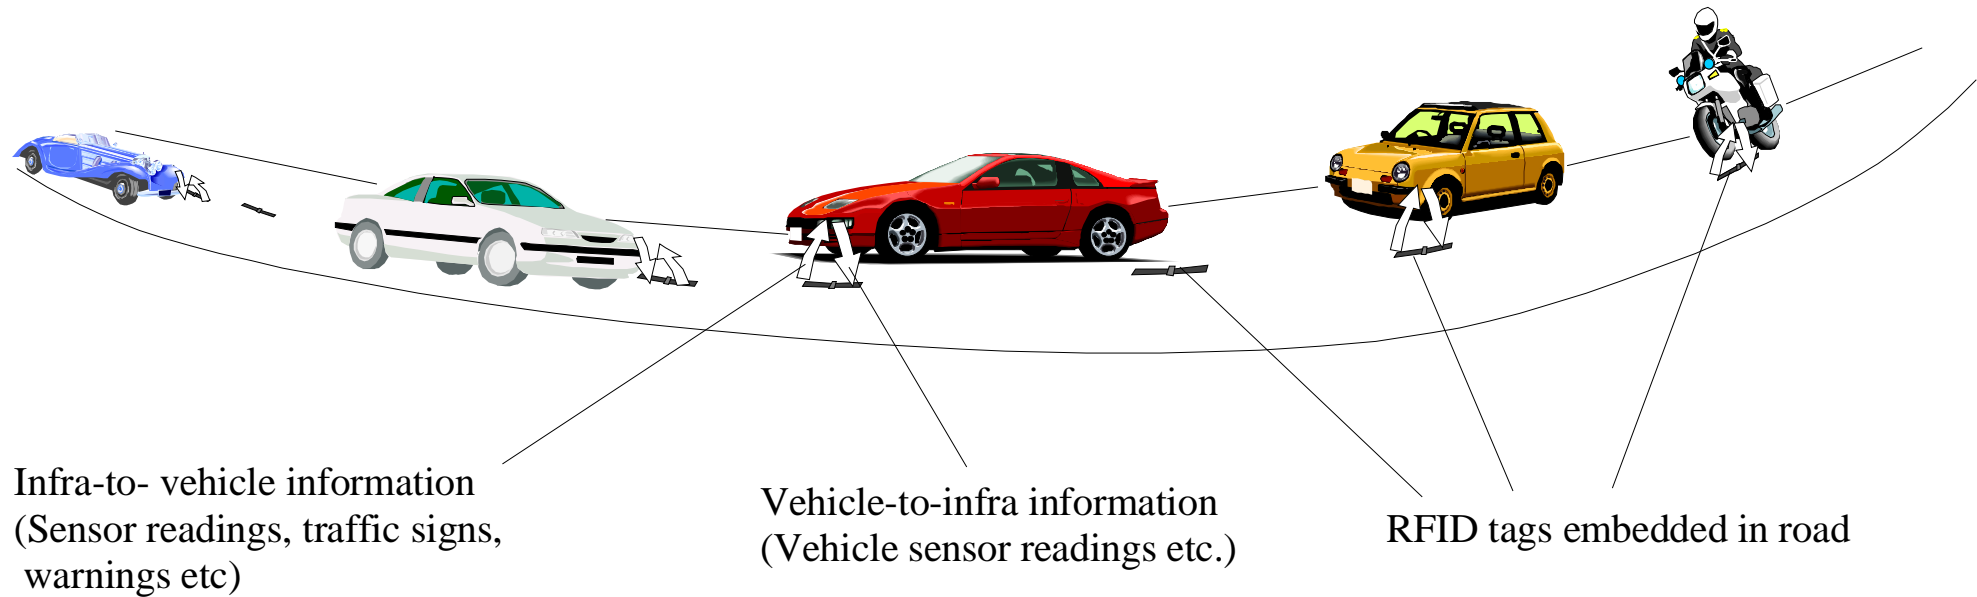 Infra-to- vehicle information
(Sensor readings, traffic signs,
warnings etc)
Vehicle-to-infra information
(Vehicle sensor readings etc.)
RFID tags embedded in road